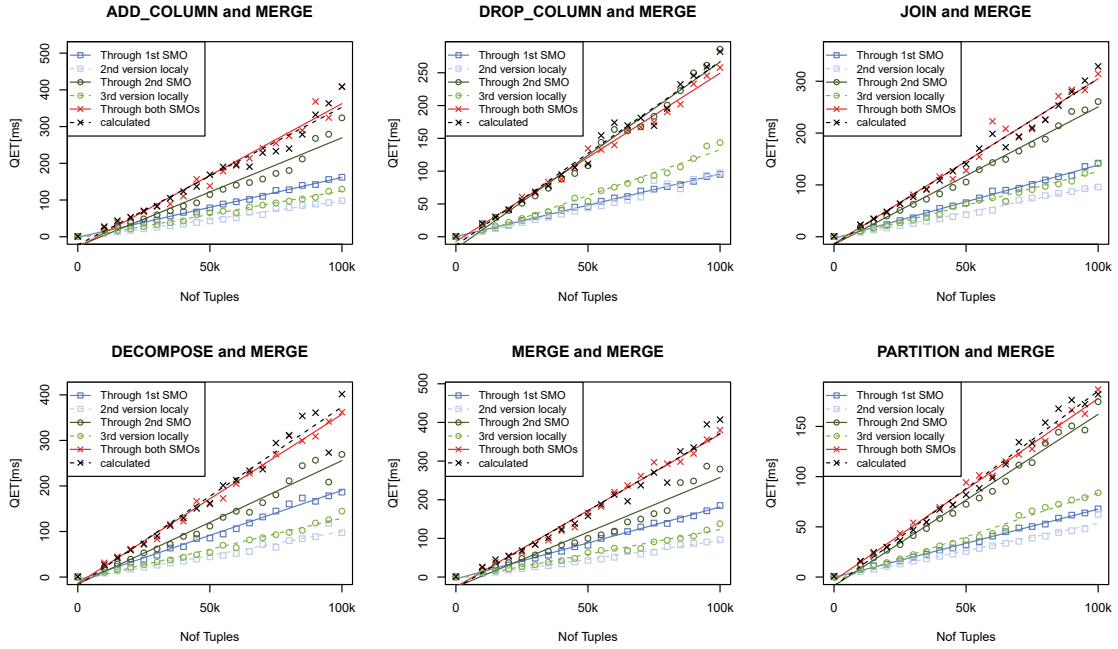 ADD_COLUMN and MERGE
QET[ms]
500
400
300
200
100
0
Through 1st SMO
2nd version locally
Through 2nd SMO
3rd version locally
Through both SMOs
calculated
0 50k 100k
Nof Tuples
DROP_COLUMN and MERGE
QET[ms]
250
200
150
100
50
0
Through 1st SMO
2nd version locally
Through 2nd SMO
3rd version locally
Through both SMOs
calculated
0 50k 100k
Nof Tuples
JOIN and MERGE
QET[ms]
300
200
100
0
Through 1st SMO
2nd version locally
Through 2nd SMO
3rd version locally
Through both SMOs
calculated
0 50k 100k
Nof Tuples
DECOMPOSE and MERGE
QET[ms]
400
300
200
100
0
Through 1st SMO
2nd version localy
Through 2nd SMO
3rd version locally
Through both SMOs
calculated
0 50k 100k
Nof Tuples
MERGE and MERGE
QET[ms]
500
400
300
200
100
0
Through 1st SMO
2nd version localy
Through 2nd SMO
3rd version locally
Through both SMOs
calculated
0 50k 100k
Nof Tuples
PARTITION and MERGE
QET[ms]
150
100
50
0
Through 1st SMO
2nd version localy
Through 2nd SMO
3rd version locally
Through both SMOs
calculated
0 50k 100k
Nof Tuples